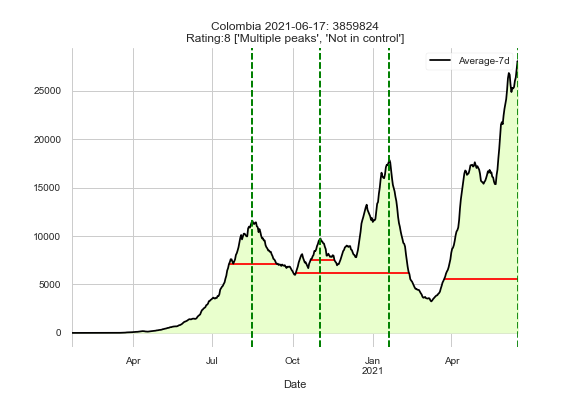 Colombia 2021-06-17: 3859824
Rating:8 ['Multiple peaks', 'Not in control']
Average-7d
25000
20000
15000
10000
5000
0
Apr
Jul
Oct
Jan
2021
Apr
Date